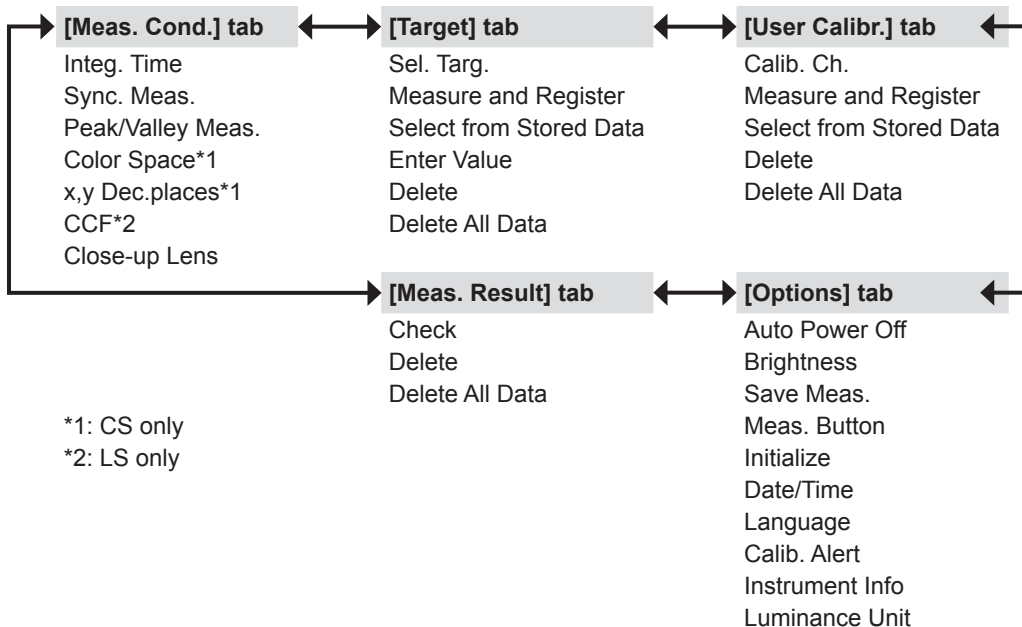 [Meas. Cond.] tab
Integ. Time
Sync. Meas.
Peak/Valley Meas.
Color Space*1
x,y Dec.places*1
CCF*2
Close-up Lens
[Target] tab
Sel. Targ.
Measure and Register
Select from Stored Data
Enter Value
Delete
Delete All Data
[User Calibr.] tab
Calib. Ch.
Measure and Register
Select from Stored Data
Delete
Delete All Data
[Meas. Result] tab
Check
Delete
Delete All Data
[Options] tab
Auto Power Off
Brightness
Save Meas.
Meas. Button
Initialize
Date/Time
Language
Calib. Alert
Instrument Info
Luminance Unit
*1: CS only
*2: LS only